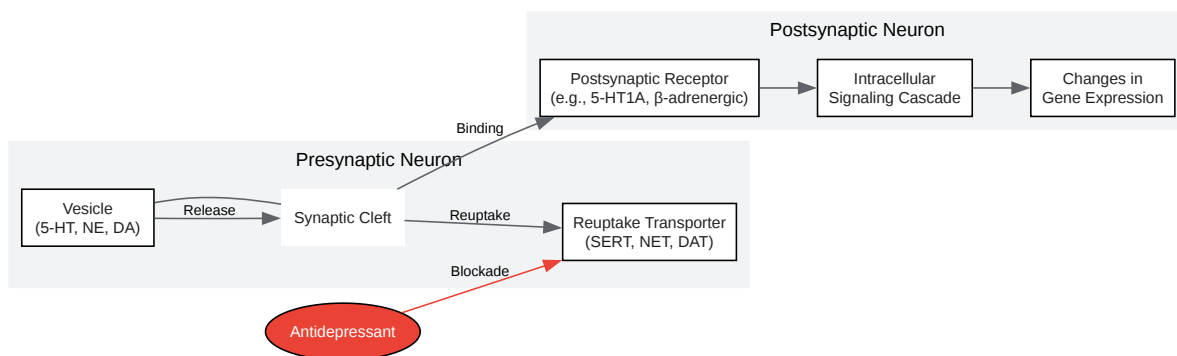 Postsynaptic Neuron
Postsynaptic Receptor
(e.g., 5-HT1A, β-adrenergic)
Intracellular
Signaling Cascade
Changes in
Gene Expression
Binding
Presynaptic Neuron
Vesicle
(5-HT, NE, DA)
Release
Synaptic Cleft
Reuptake
Reuptake Transporter
(SERT, NET, DAT)
Blockade
Antidepressant